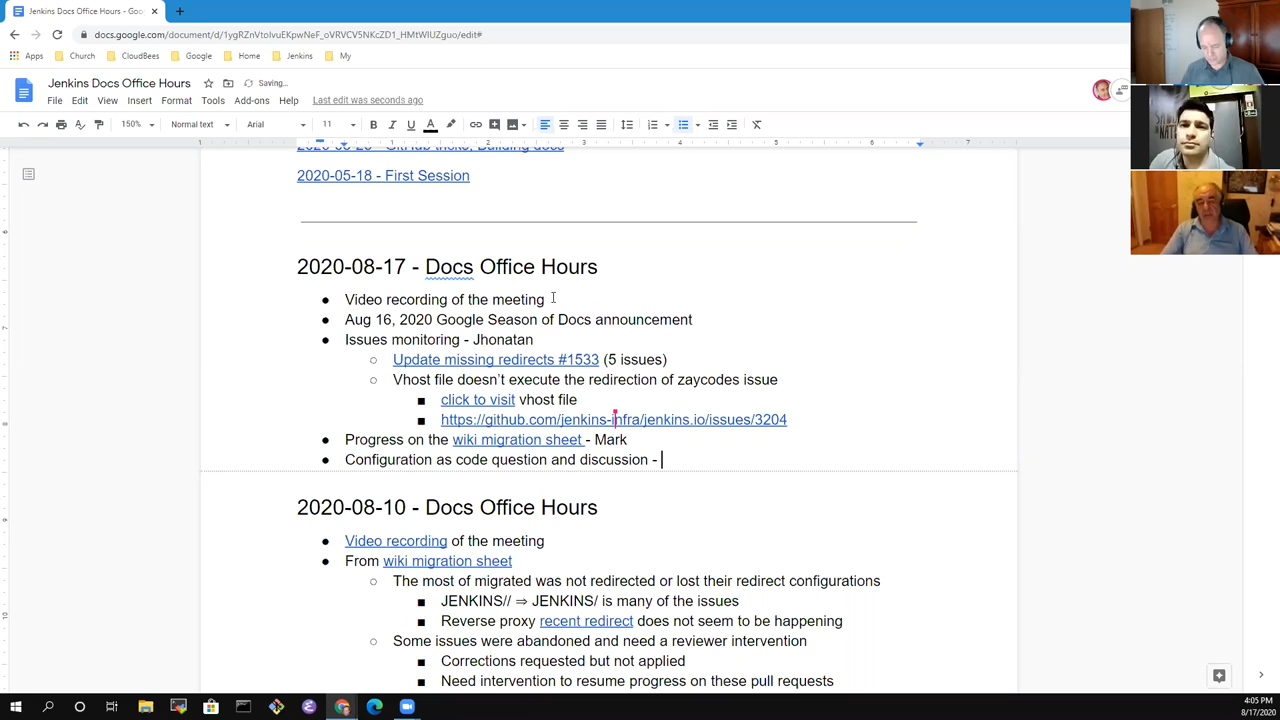 Jenkins Docs Office Hours - Goo
docs.google.com/document/d/1ygRZnVtoIvuEKpwNeF_oVRVCV5NKcZD1_HMtWIUZguo/edit#
Apps Church CloudBees Google Home Jenkins My
Jenkins Docs Office Hours Saving...
File Edit View Insert Format Tools Add-ons Help Last edit was seconds ago
150% Normal text Arial 11 B I U A
1 1 2 3 4 5 6 7
2020-05-18 - First Session
2020-08-17 - Docs Office Hours
● Video recording of the meeting
● Aug 16, 2020 Google Season of Docs announcement
● Issues monitoring - Jhonatan
○ Update missing redirects #1533 (5 issues)
○ Vhost file doesn't execute the redirection of zaycodes issue
■ click to visit vhost file
■ https://github.com/jenkins-infra/jenkins.io/issues/3204
● Progress on the wiki migration sheet - Mark
● Configuration as code question and discussion -
2020-08-10 - Docs Office Hours
● Video recording of the meeting
● From wiki migration sheet
○ The most of migrated was not redirected or lost their redirect configurations
■ JENKINS// ⇒ JENKINS/ is many of the issues
■ Reverse proxy recent redirect does not seem to be happening
○ Some issues were abandoned and need a reviewer intervention
■ Corrections requested but not applied
■ Need intervention to resume progress on these pull requests
4:05 PM
8/17/2020